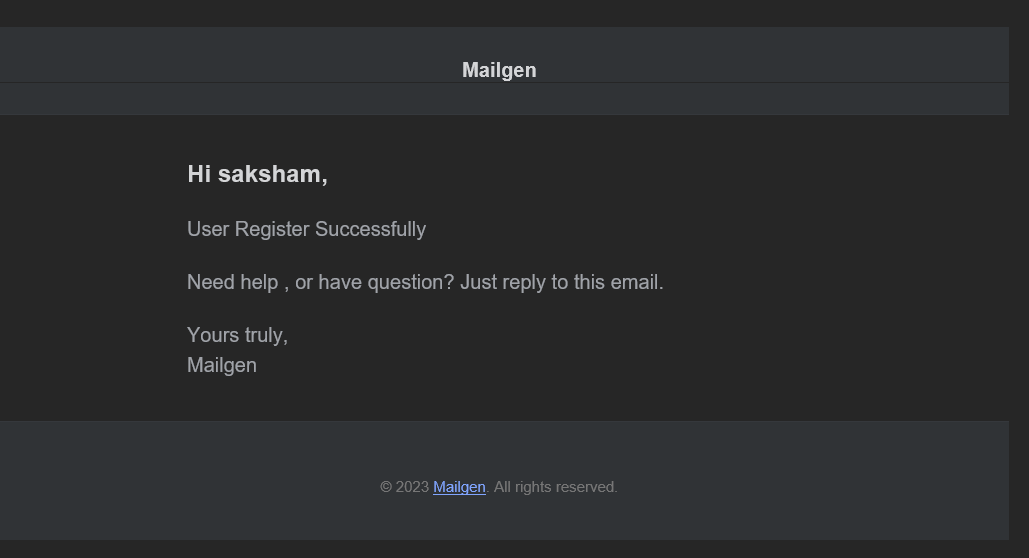 Mailgen
Hi saksham,
User Register Successfully
Need help , or have question? Just reply to this email.
Yours truly,
Mailgen
© 2023 Mailgen. All rights reserved.